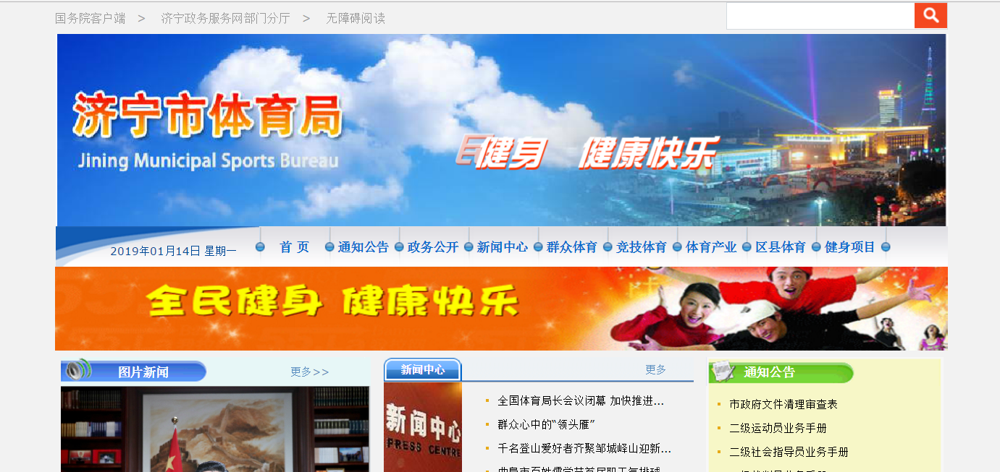 国务院客户端 > 济宁政务服务网部门分厅 > 无障碍阅读
济宁市体育局
Jining Municipal Sports Bureau
健身 健康快乐
2019年01月14日 星期一
首 页 通知公告 政务公开 新闻中心 群众体育 竞技体育 体育产业 区县体育 健身项目
全民健身 健康快乐
图片新闻 更多>>
新闻中心 更多
通知公告
新闻中心
PRESS CENTRE
全国体育局长会议闭幕 加快推进...
群众心中的“领头雁”
千名登山爱好者齐聚邹城峄山迎新...
市政府文件清理审查表
二级运动员业务手册
二级社会指导员业务手册